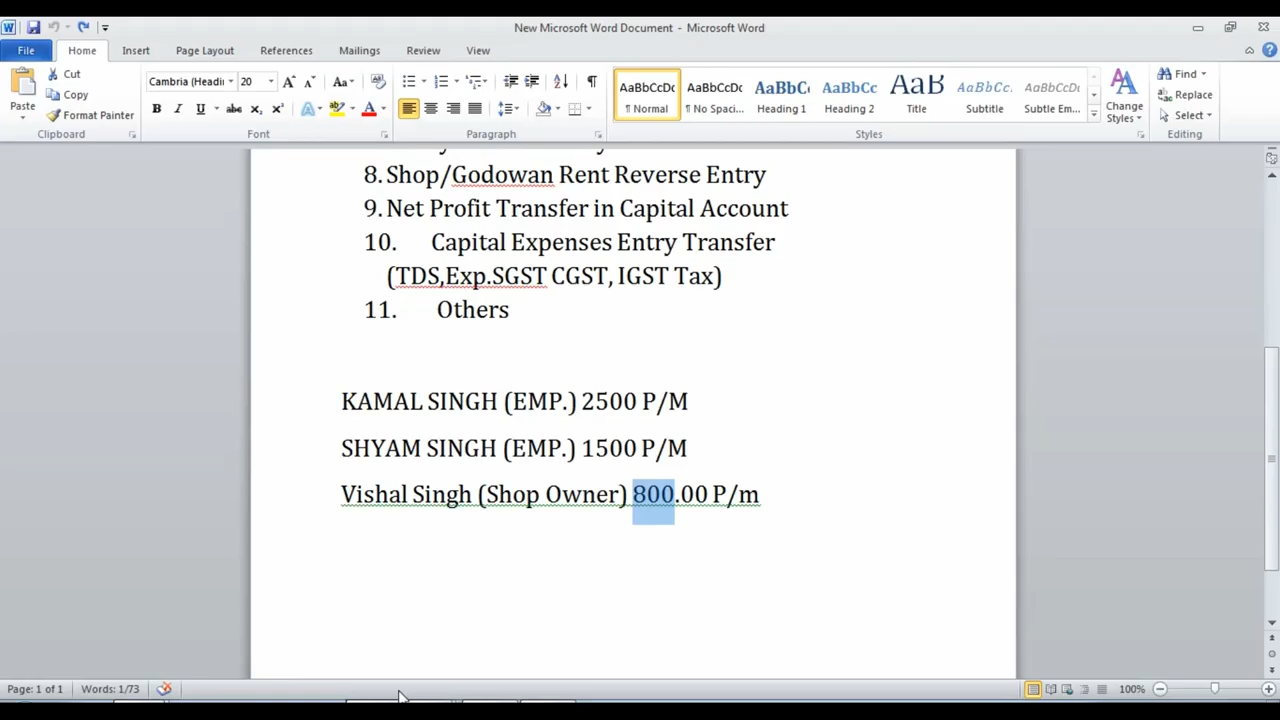 New Microsoft Word Document - Microsoft Word
File Home Insert Page Layout References Mailings Review View
Paste
Cut
Copy
Format Painter
Clipboard
Cambria (Headi 20
Font
Paragraph
AaBbCcDc AaBbCcDc AaBbC AaBbCc AaB AaBbCc. AaBbCcDc
¶ Normal ¶ No Spaci... Heading 1 Heading 2 Title Subtitle Subtle Em...
Styles
Change
Styles
Find
Replace
Select
Editing
8. Shop/Godowan Rent Reverse Entry
9. Net Profit Transfer in Capital Account
10. Capital Expenses Entry Transfer
(TDS,Exp.SGST CGST, IGST Tax)
11. Others
KAMAL SINGH (EMP.) 2500 P/M
SHYAM SINGH (EMP.) 1500 P/M
Vishal Singh (Shop Owner) 800.00 P/m
Page: 1 of 1 Words: 1/73 100%